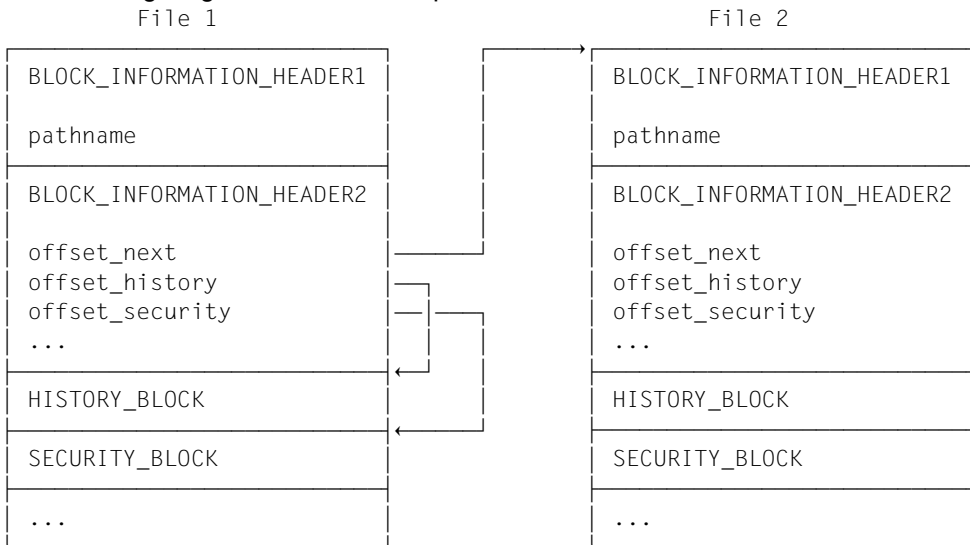 File 1
File 2
BLOCK_INFORMATION_HEADER1
pathname
BLOCK_INFORMATION_HEADER2
offset_next
offset_history
offset_security
...
HISTORY_BLOCK
SECURITY_BLOCK
...
BLOCK_INFORMATION_HEADER1
pathname
BLOCK_INFORMATION_HEADER2
offset_next
offset_history
offset_security
...
HISTORY_BLOCK
SECURITY_BLOCK
...